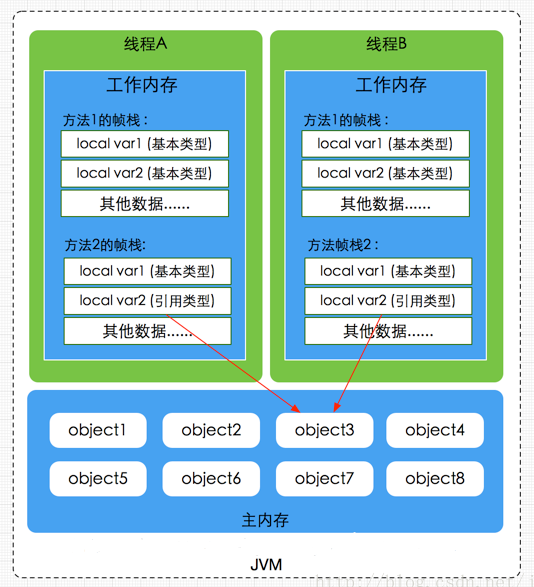 线程A
工作内存
方法1的帧栈：
local var1 (基本类型)
local var2 (基本类型)
其他数据......
方法2的帧栈:
local var1 (基本类型)
local var2 (引用类型)
其他数据......
线程B
工作内存
方法1的帧栈：
local var1 (基本类型)
local var2 (基本类型)
其他数据......
方法帧栈2：
local var1 (基本类型)
local var2 (引用类型)
其他数据......
object1 object2 object3 object4
object5 object6 object7 object8
主内存
JVM
http://blog.csdn.net/j